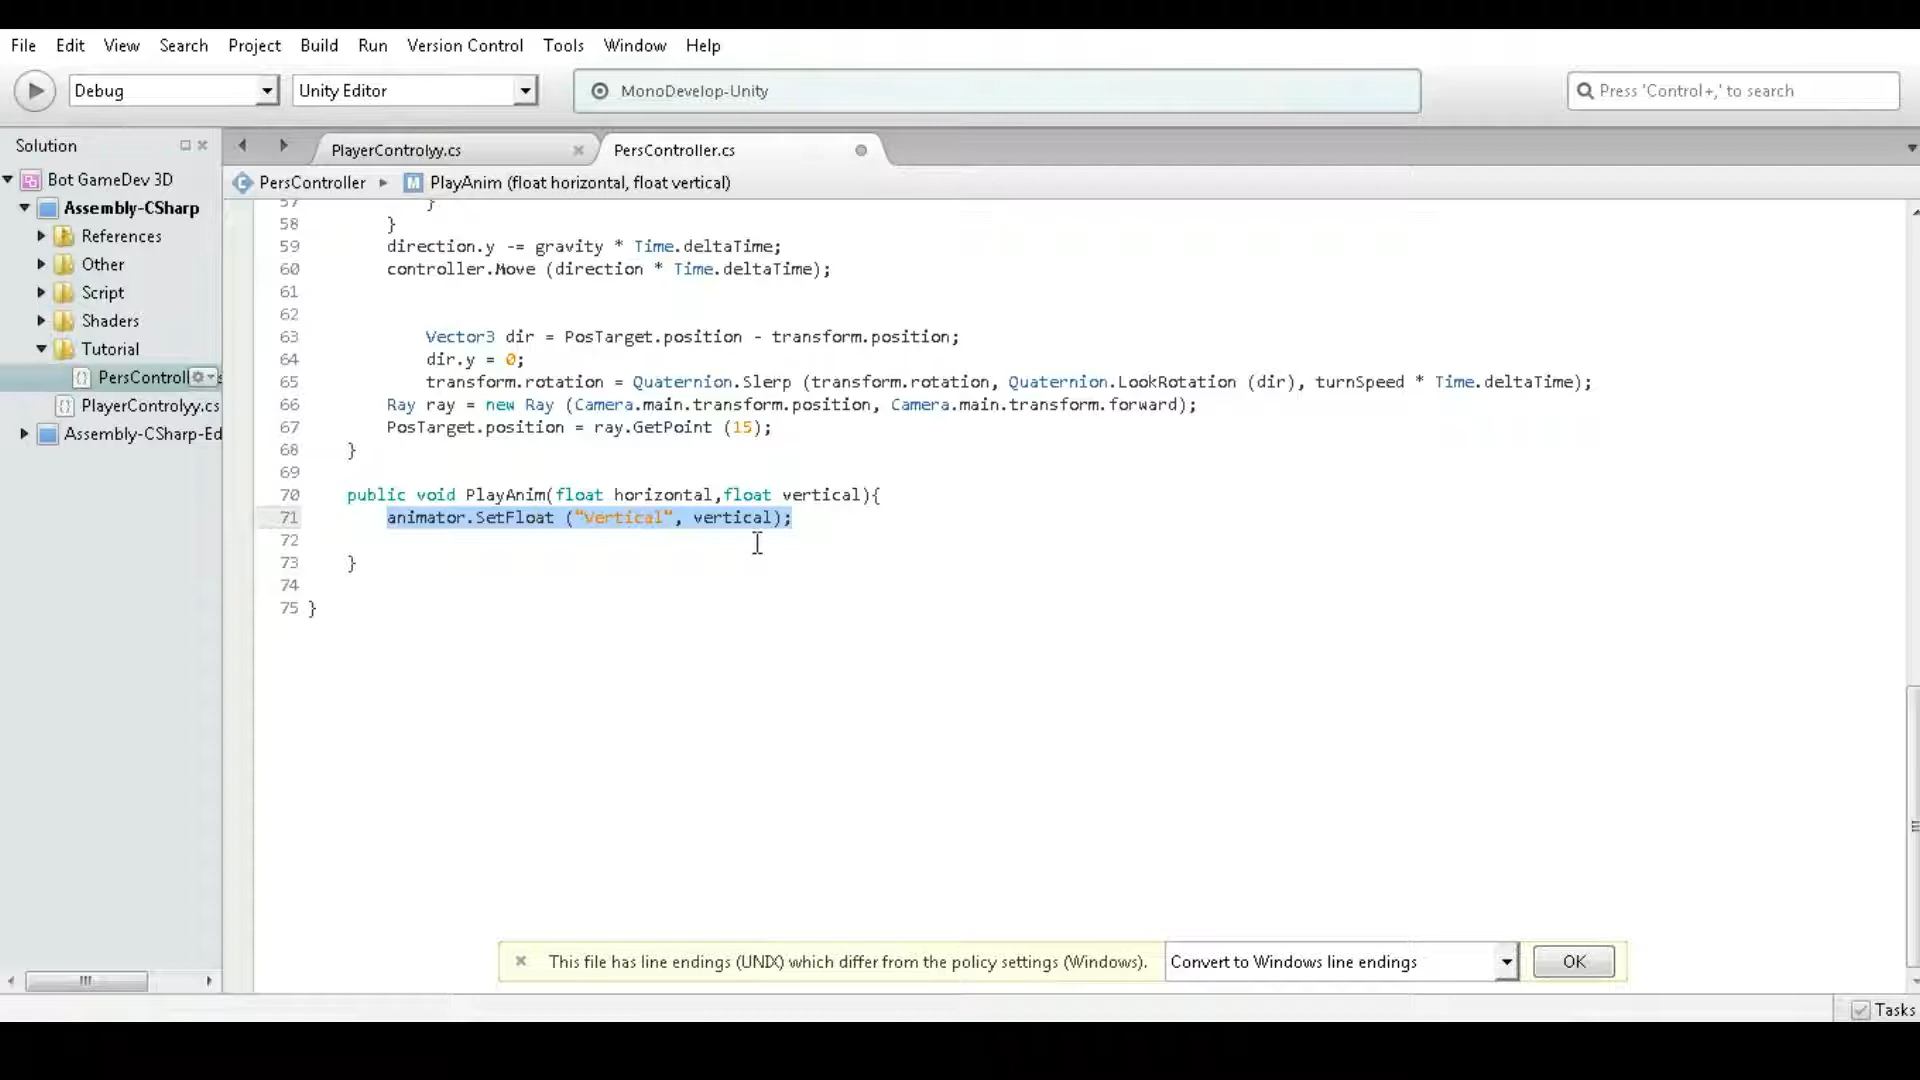 File Edit View Search Project Build Run Version Control Tools Window Help
Debug Unity Editor MonoDevelop-Unity Press 'Control+,' to search
Solution PlayerControlyy.cs PersController.cs
PersController PlayAnim (float horizontal, float vertical)
Bot GameDev 3D
Assembly-CSharp
References
Other
Script
Shaders
Tutorial
PersControll
PlayerControlyy.cs
Assembly-CSharp-Ed
57 }
58 }
59 direction.y -= gravity * Time.deltaTime;
60 controller.Move (direction * Time.deltaTime);
61
62
63 Vector3 dir = PosTarget.position - transform.position;
64 dir.y = 0;
65 transform.rotation = Quaternion.Slerp (transform.rotation, Quaternion.LookRotation (dir), turnSpeed * Time.deltaTime);
66 Ray ray = new Ray (Camera.main.transform.position, Camera.main.transform.forward);
67 PosTarget.position = ray.GetPoint (15);
68 }
69
70 public void PlayAnim(float horizontal,float vertical){
71 animator.SetFloat ("Vertical", vertical);
72
73 }
74
75 }
This file has line endings (UNIX) which differ from the policy settings (Windows). Convert to Windows line endings OK
Tasks